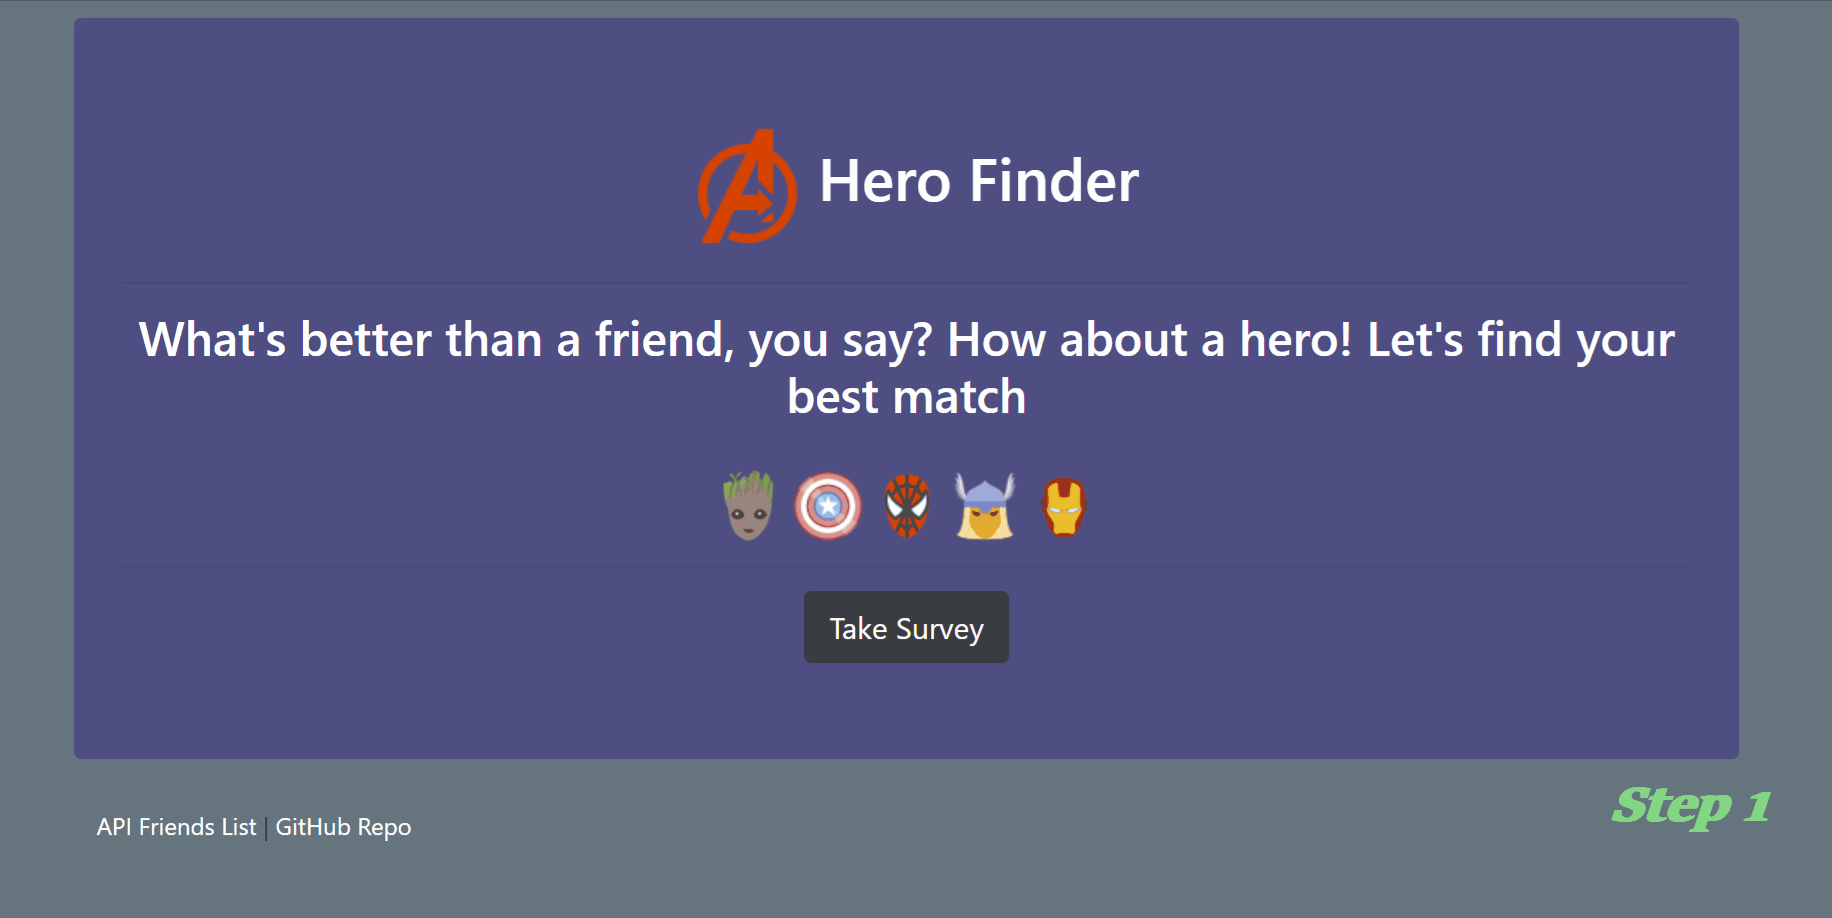 Hero Finder
What's better than a friend, you say? How about a hero! Let's find your
best match
Take Survey
API Friends List | GitHub Repo
Step 1